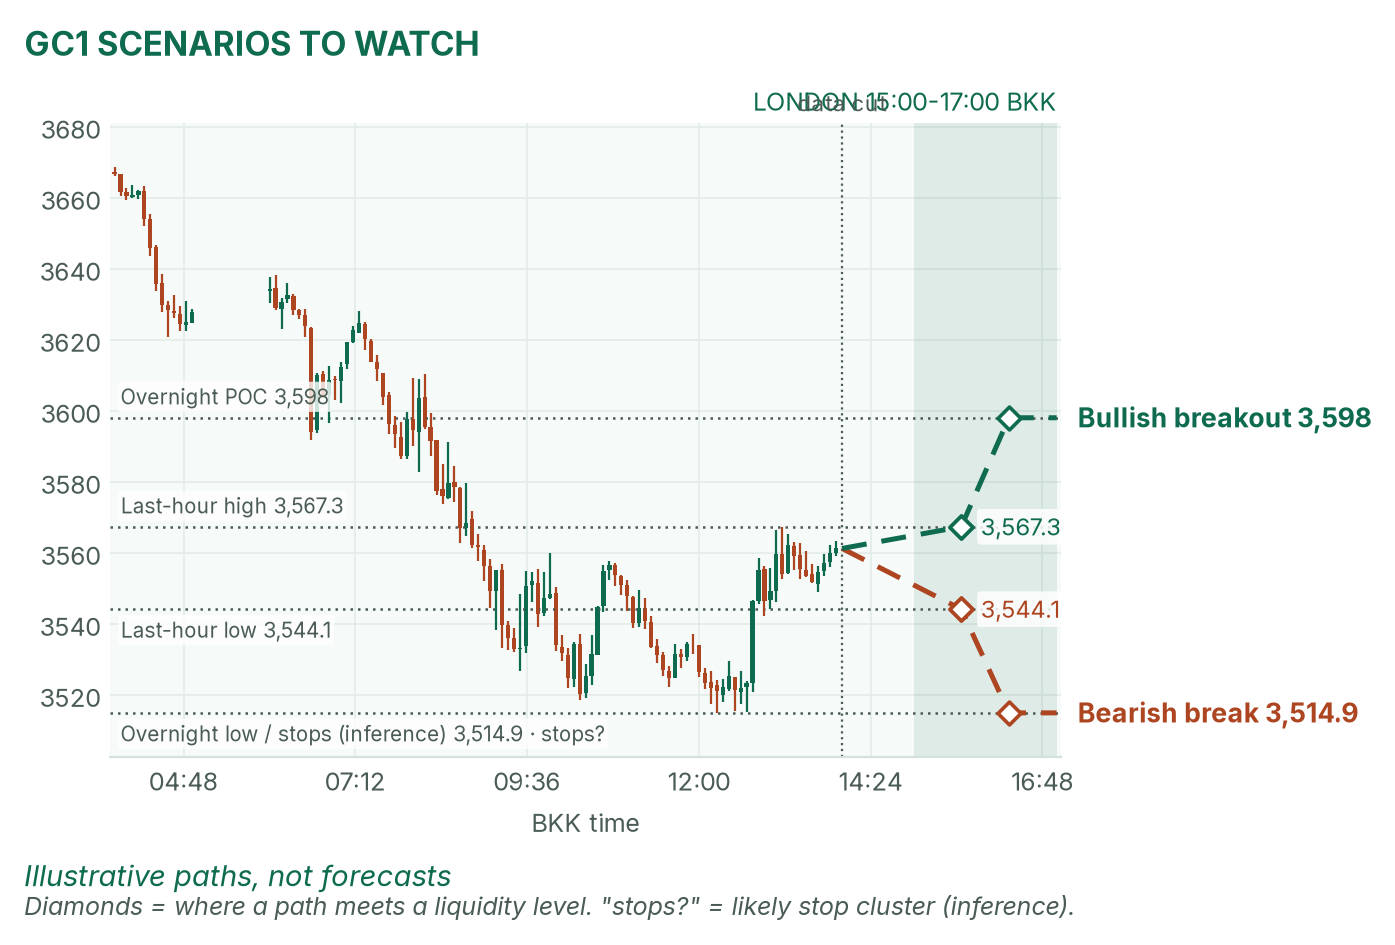 GC1 SCENARIOS TO WATCH
LONDON 15:00-17:00 BKK
data cut
3680
3660
3640
3620
3600
3580
3560
3540
3520
Overnight POC 3,598
Last-hour high 3,567.3
Last-hour low 3,544.1
Overnight low / stops (inference) 3,514.9 · stops?
Bullish breakout 3,598
3,567.3
3,544.1
Bearish break 3,514.9
04:48 07:12 09:36 12:00 14:24 16:48
BKK time
Illustrative paths, not forecasts
Diamonds = where a path meets a liquidity level. "stops?" = likely stop cluster (inference).